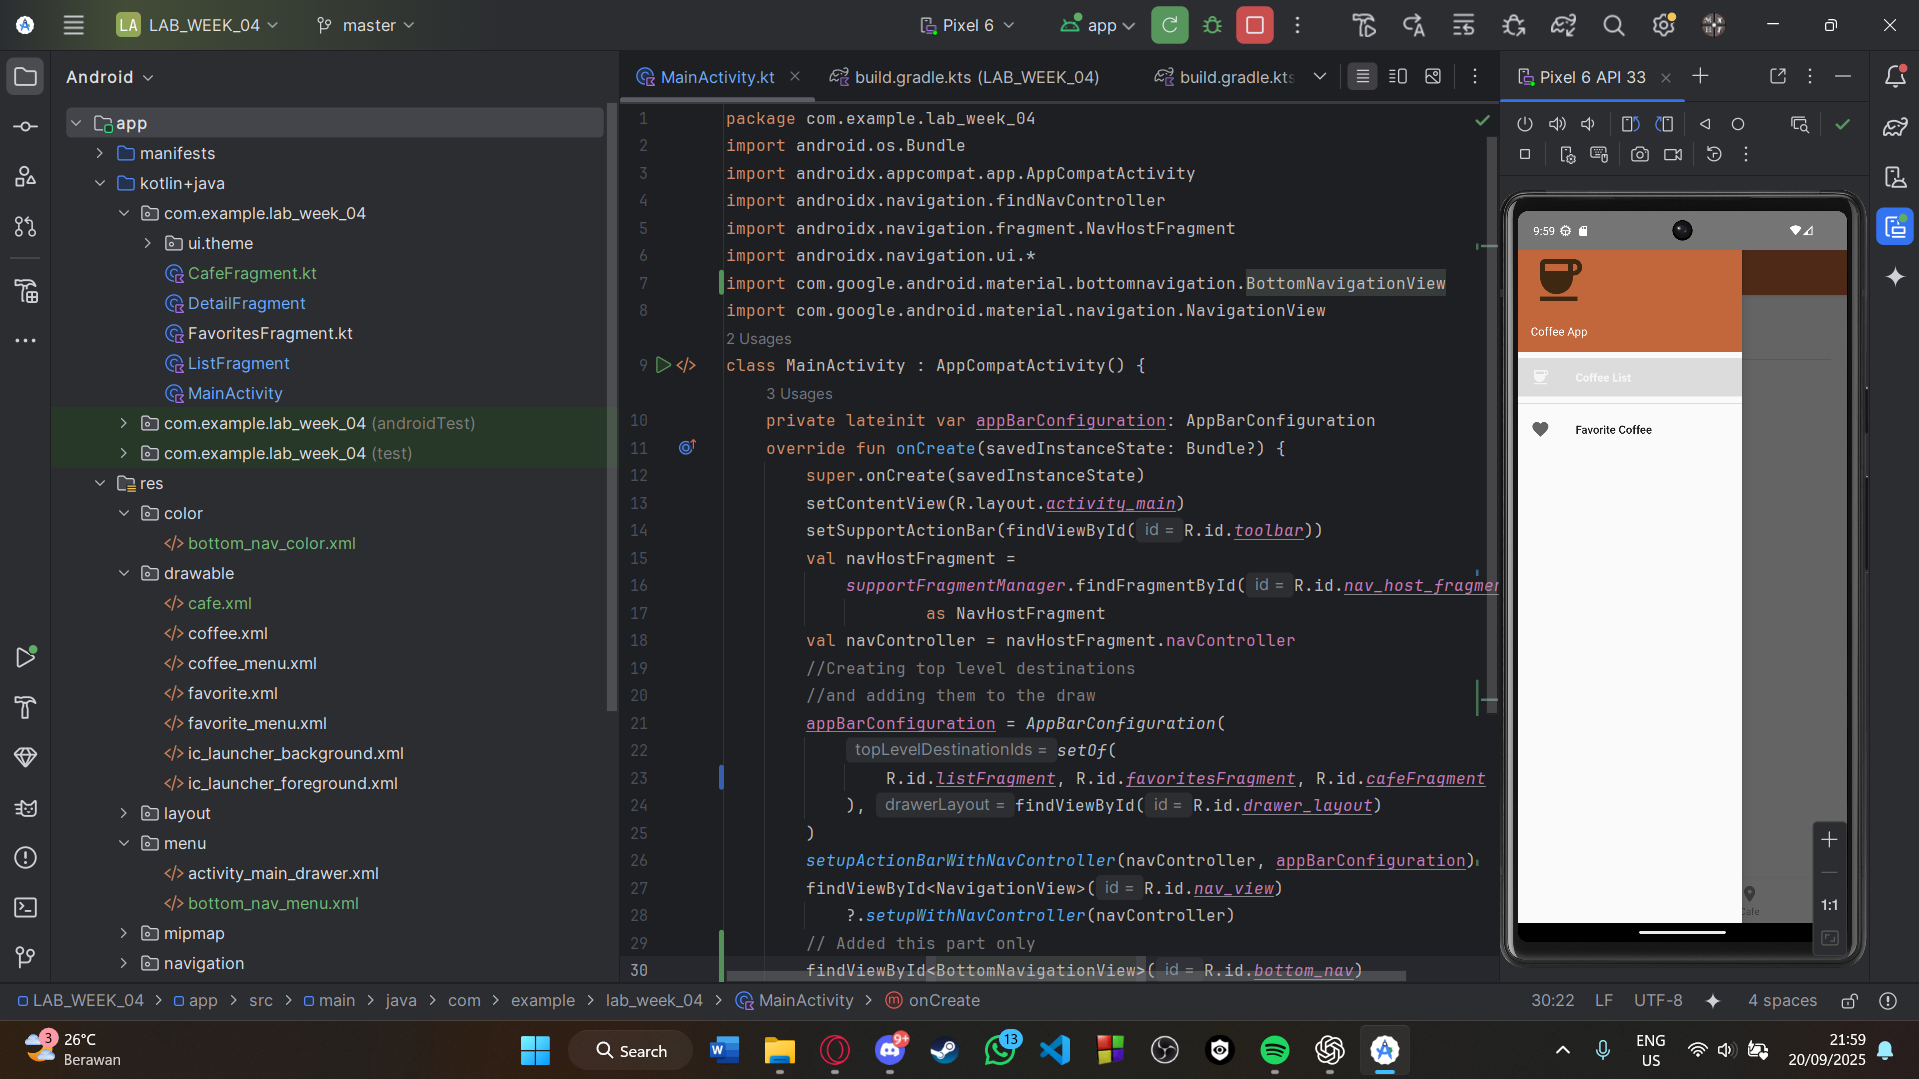 LA LAB_WEEK_04 master Pixel 6 app
Android
MainActivity.kt build.gradle.kts (LAB_WEEK_04) build.gradle.kts Pixel 6 API 33
app
manifests
kotlin+java
com.example.lab_week_04
ui.theme
CafeFragment.kt
DetailFragment
FavoritesFragment.kt
ListFragment
MainActivity
com.example.lab_week_04 (androidTest)
com.example.lab_week_04 (test)
res
color
bottom_nav_color.xml
drawable
cafe.xml
coffee.xml
coffee_menu.xml
favorite.xml
favorite_menu.xml
ic_launcher_background.xml
ic_launcher_foreground.xml
layout
menu
activity_main_drawer.xml
bottom_nav_menu.xml
mipmap
navigation
1 package com.example.lab_week_04
2 import android.os.Bundle
3 import androidx.appcompat.app.AppCompatActivity
4 import androidx.navigation.findNavController
5 import androidx.navigation.fragment.NavHostFragment
6 import androidx.navigation.ui.*
7 import com.google.android.material.bottomnavigation.BottomNavigationView
8 import com.google.android.material.navigation.NavigationView
2 Usages
9 class MainActivity : AppCompatActivity() {
3 Usages
10 private lateinit var appBarConfiguration: AppBarConfiguration
11 override fun onCreate(savedInstanceState: Bundle?) {
12 super.onCreate(savedInstanceState)
13 setContentView(R.layout.activity_main)
14 setSupportActionBar(findViewById( id = R.id.toolbar))
15 val navHostFragment =
16 supportFragmentManager.findFragmentById( id = R.id.nav_host_fragmen
17 as NavHostFragment
18 val navController = navHostFragment.navController
19 //Creating top level destinations
20 //and adding them to the draw
21 appBarConfiguration = AppBarConfiguration(
22 topLevelDestinationIds = setOf(
23 R.id.listFragment, R.id.favoritesFragment, R.id.cafeFragment
24 ), drawerLayout = findViewById( id = R.id.drawer_layout)
25 )
26 setupActionBarWithNavController(navController, appBarConfiguration)
27 findViewById<NavigationView>( id = R.id.nav_view)
28 ?.setupWithNavController(navController)
29 // Added this part only
30 findViewById<BottomNavigationView>( id = R.id.bottom_nav)
9:59
Coffee App
Coffee List
Favorite Coffee
Cafe
1:1
LAB_WEEK_04 > app > src > main > java > com > example > lab_week_04 > MainActivity > onCreate 30:22 LF UTF-8 4 spaces
3 26°C
Berawan
Search
9+
13
ENG
US
21:59
20/09/2025